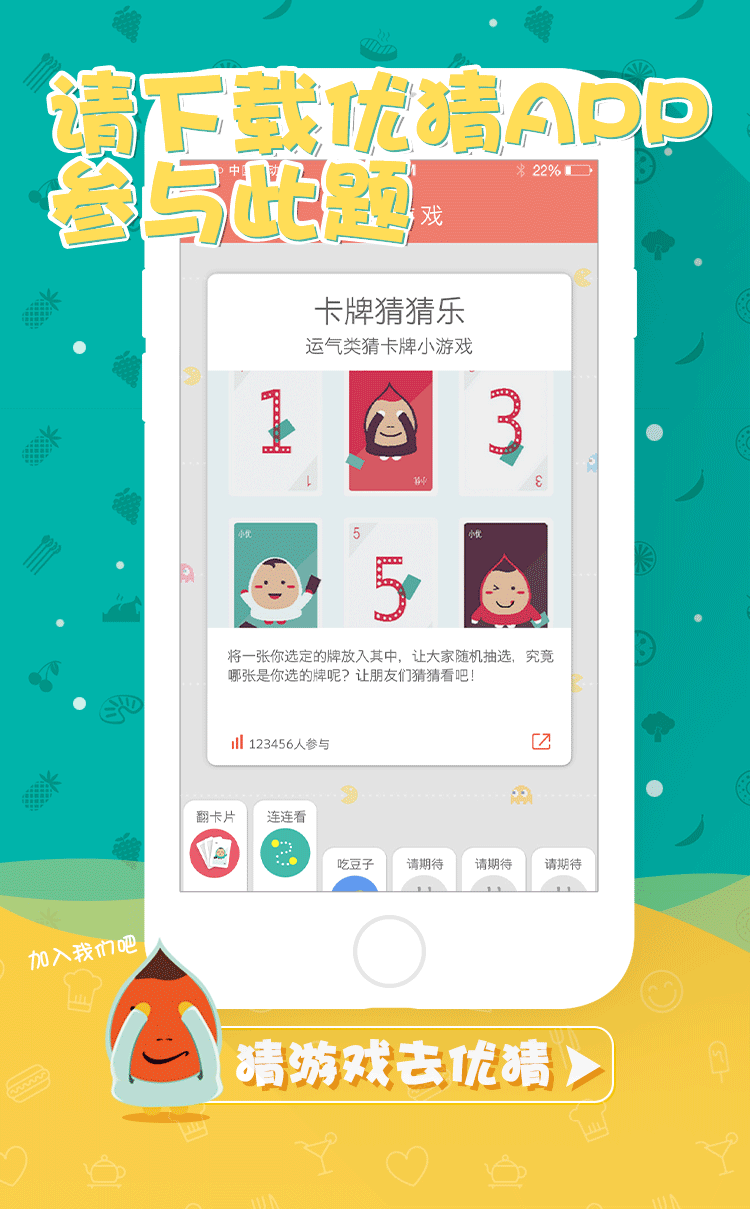 请下载优猜APP
参与此题
中国
22%
戏
卡牌猜猜乐
运气类猜卡牌小游戏
1
3
1
小优
3
小优
5
小优
5
将一张你选定的牌放入其中，让大家随机抽选，究竟
哪张是你选的牌呢？让朋友们猜猜看吧！
123456人参与
翻卡片
连连看
吃豆子
请期待
请期待
请期待
加入我们吧
猜游戏去优猜